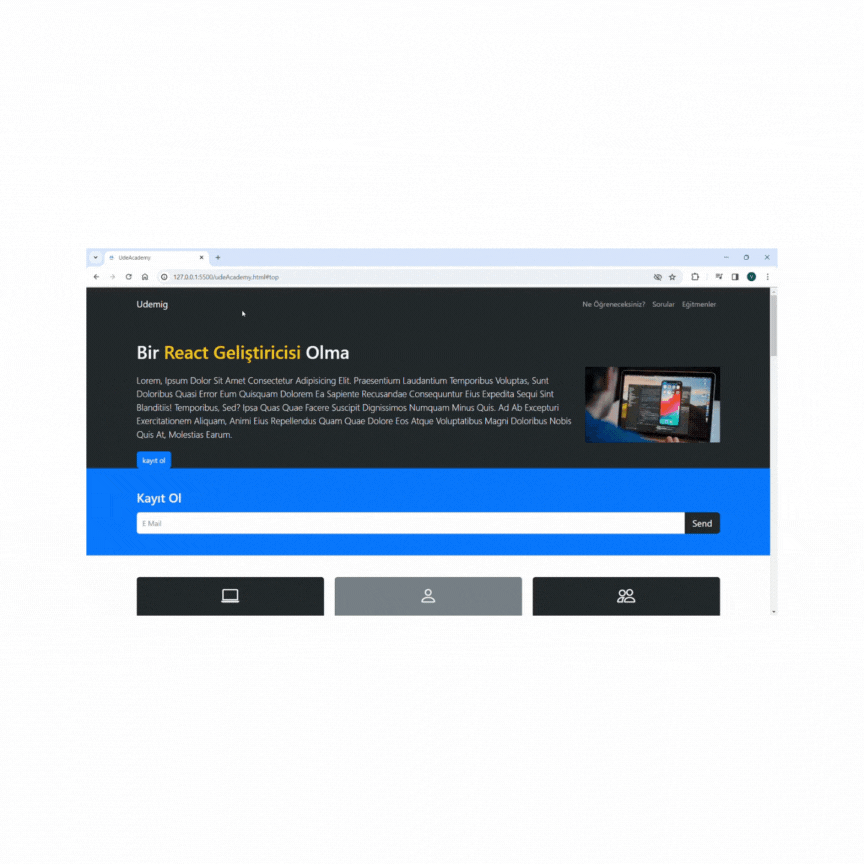 UdeAcademy
127.0.0.1:5500/udeAcademy.html#top
Udemig
Ne Öğreneceksiniz? Sorular Eğitmenler
Bir React Geliştiricisi Olma
Lorem, Ipsum Dolor Sit Amet Consectetur Adipisicing Elit. Praesentium Laudantium Temporibus Voluptas, Sunt
Doloribus Quasi Error Eum Quisquam Dolorem Ea Sapiente Recusandae Consequuntur Eius Expedita Sequi Sint
Blanditiis! Temporibus, Sed? Ipsa Quas Quae Facere Suscipit Dignissimos Numquam Minus Quis. Ad Ab Excepturi
Exercitationem Aliquam, Animi Eius Repellendus Quam Quae Dolore Eos Atque Voluptatibus Magni Doloribus Nobis
Quis At, Molestias Earum.
kayıt ol
Kayıt Ol
E Mail
Send